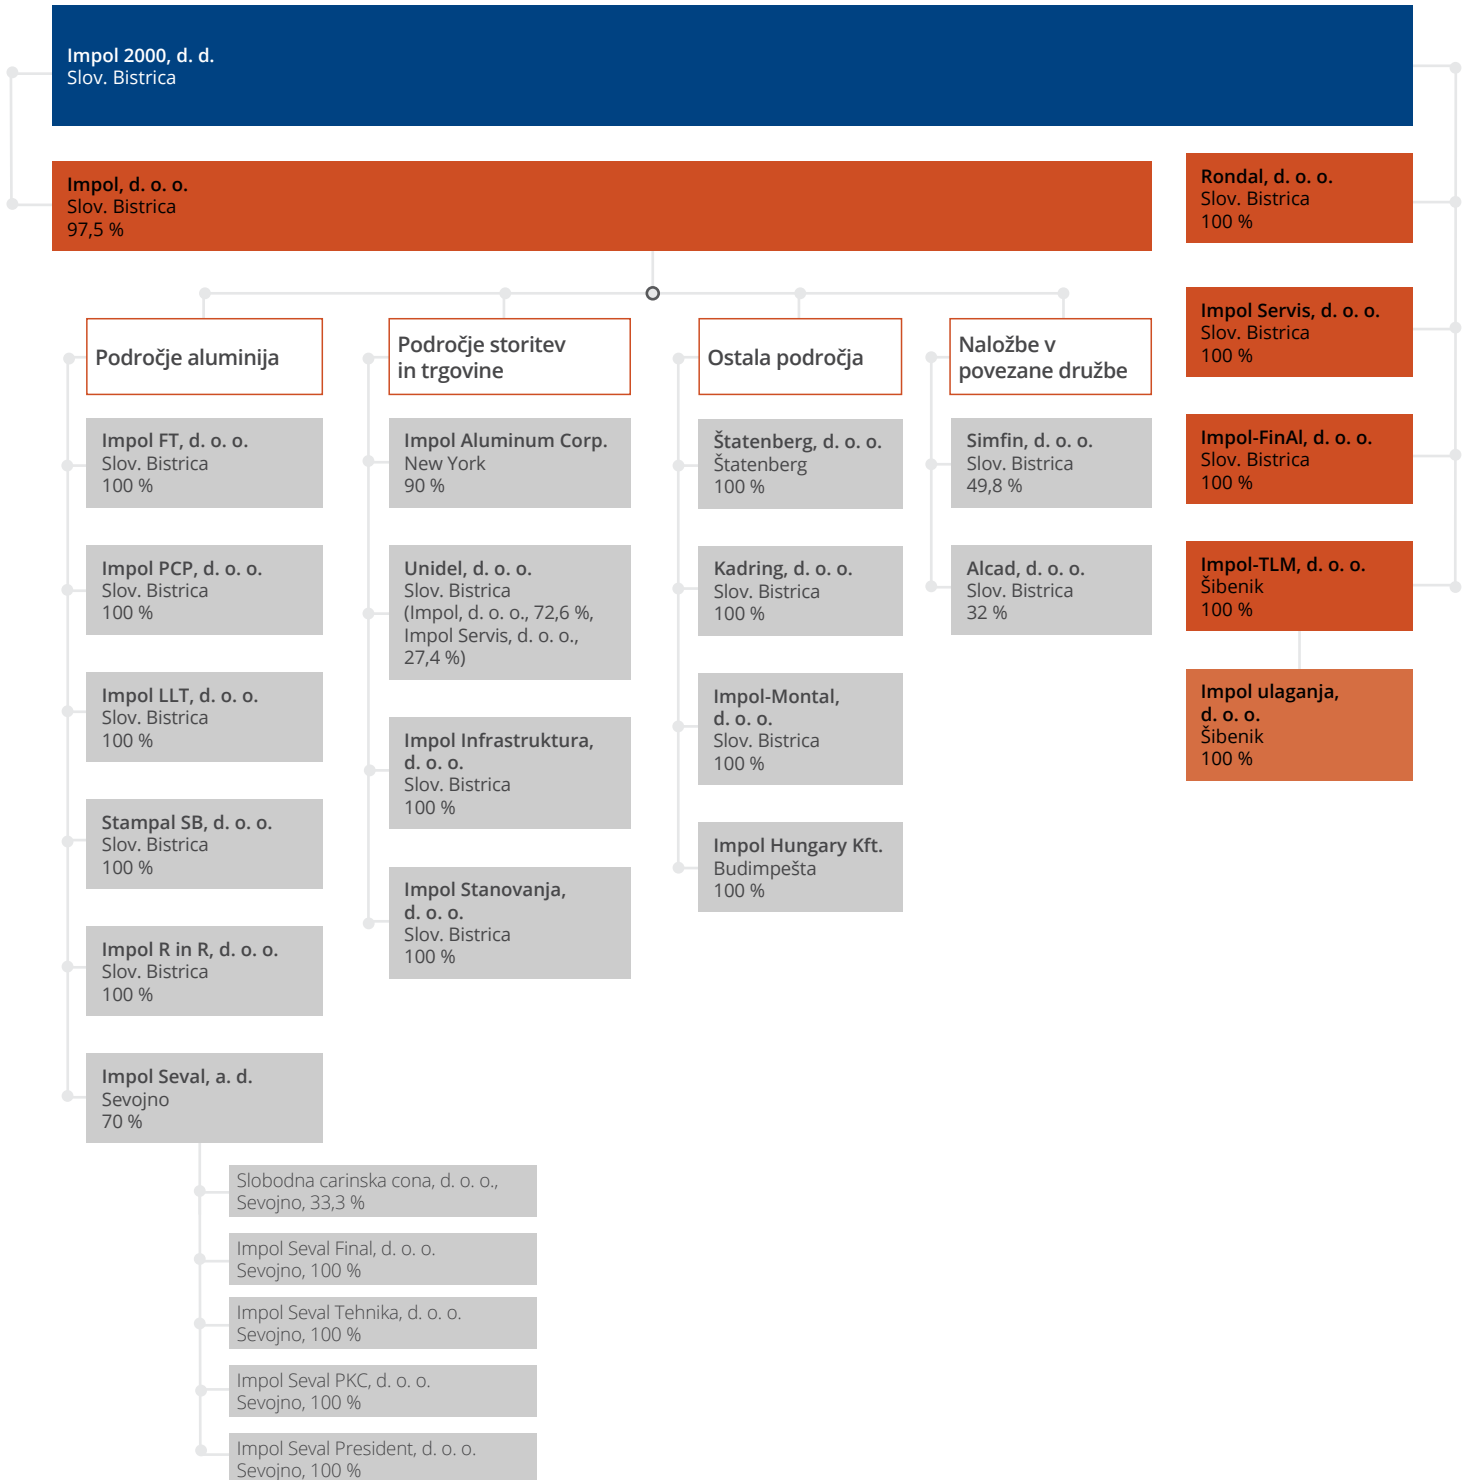 Impol 2000, d. d.
Slov. Bistrica
Impol, d. o. o.
Slov. Bistrica
97,5 %
Rondal, d. o. o.
Slov. Bistrica
100 %
Impol Servis, d. o. o.
Slov. Bistrica
100 %
Impol-FinAl, d. o. o.
Slov. Bistrica
100 %
Impol-TLM, d. o. o.
Šibenik
100 %
Impol ulaganja,
d. o. o.
Šibenik
100 %
Področje aluminija
Impol FT, d. o. o.
Slov. Bistrica
100 %
Impol PCP, d. o. o.
Slov. Bistrica
100 %
Impol LLT, d. o. o.
Slov. Bistrica
100 %
Stampal SB, d. o. o.
Slov. Bistrica
100 %
Impol R in R, d. o. o.
Slov. Bistrica
100 %
Impol Seval, a. d.
Sevojno
70 %
Slobodna carinska cona, d. o. o.,
Sevojno, 33,3 %
Impol Seval Final, d. o. o.
Sevojno, 100 %
Impol Seval Tehnika, d. o. o.
Sevojno, 100 %
Impol Seval PKC, d. o. o.
Sevojno, 100 %
Impol Seval President, d. o. o.
Sevojno, 100 %
Področje storitev
in trgovine
Impol Aluminum Corp.
New York
90 %
Unidel, d. o. o.
Slov. Bistrica
(Impol, d. o. o., 72,6 %,
Impol Servis, d. o. o.,
27,4 %)
Impol Infrastruktura,
d. o. o.
Slov. Bistrica
100 %
Impol Stanovanja,
d. o. o.
Slov. Bistrica
100 %
Ostala področja
Štatenberg, d. o. o.
Štatenberg
100 %
Kadring, d. o. o.
Slov. Bistrica
100 %
Impol-Montal,
d. o. o.
Slov. Bistrica
100 %
Impol Hungary Kft.
Budimpešta
100 %
Naložbe v
povezane družbe
Simfin, d. o. o.
Slov. Bistrica
49,8 %
Alcad, d. o. o.
Slov. Bistrica
32 %